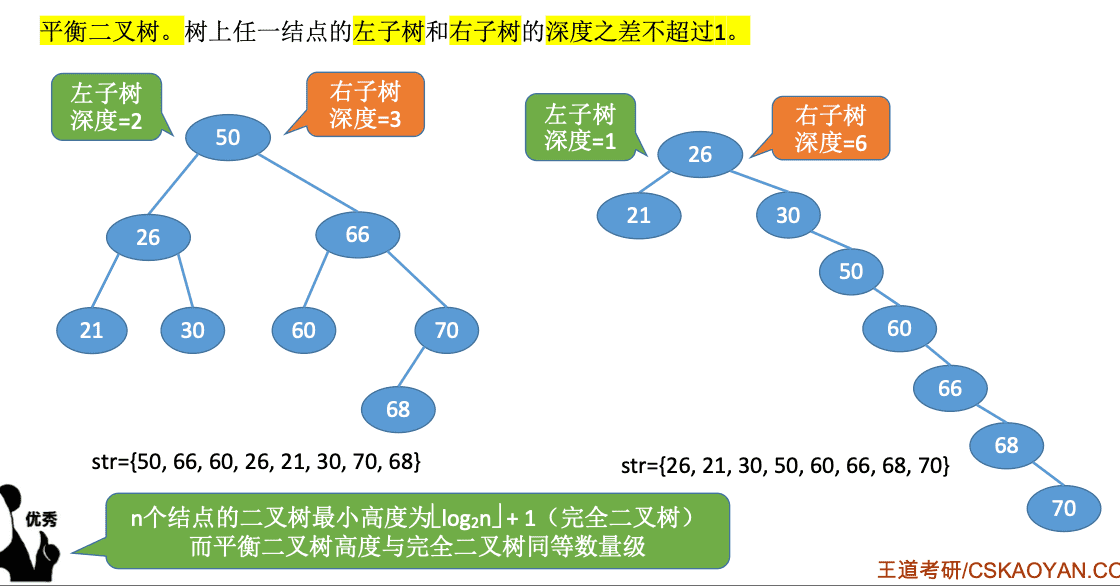 平衡二叉树。树上任一结点的左子树和右子树的深度之差不超过1。
左子树
深度=2
右子树
深度=3
50
26
66
21
30
60
70
68
str={50, 66, 60, 26, 21, 30, 70, 68}
左子树
深度=1
右子树
深度=6
26
21
30
50
60
66
68
70
str={26, 21, 30, 50, 60, 66, 68, 70}
优秀
n个结点的二叉树最小高度为⌊log₂n⌋ + 1（完全二叉树）
而平衡二叉树高度与完全二叉树同等数量级
王道考研/CSKAOYAN.CO